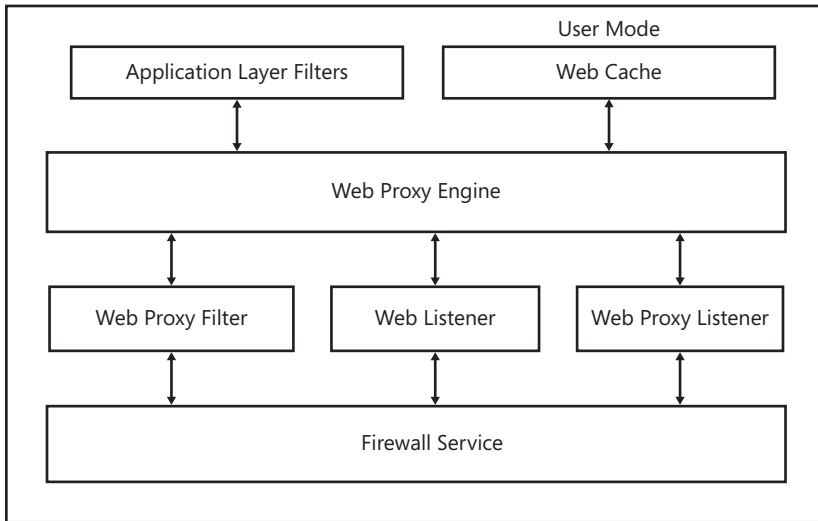 User Mode
Application Layer Filters
Web Cache
Web Proxy Engine
Web Proxy Filter
Web Listener
Web Proxy Listener
Firewall Service